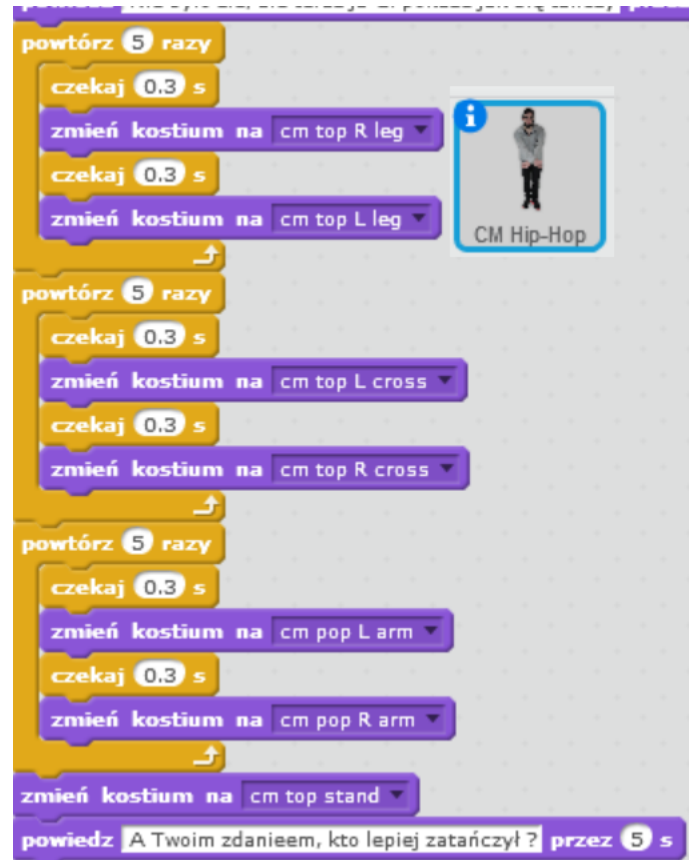 powtórz 5 razy
czekaj 0.3 s
zmień kostium na cm top R leg
czekaj 0.3 s
zmień kostium na cm top L leg
CM Hip-Hop
powtórz 5 razy
czekaj 0.3 s
zmień kostium na cm top L cross
czekaj 0.3 s
zmień kostium na cm top R cross
powtórz 5 razy
czekaj 0.3 s
zmień kostium na cm pop L arm
czekaj 0.3 s
zmień kostium na cm pop R arm
zmień kostium na cm top stand
powiedz A Twoim zdanieem, kto lepiej zatańczył ? przez 5 s